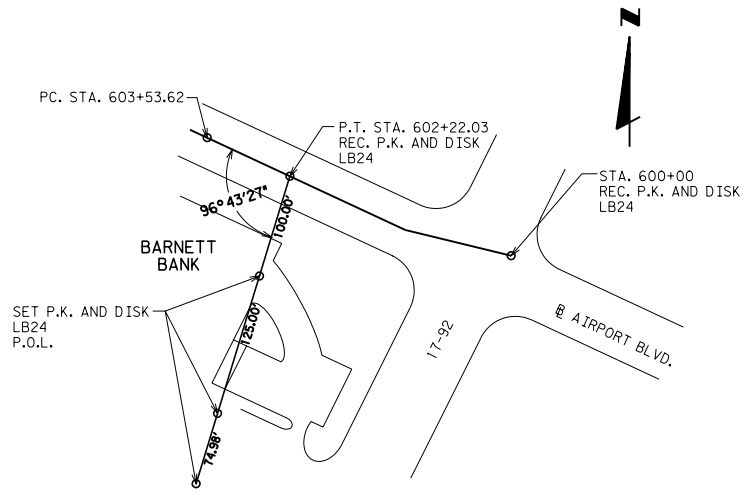 N
PC. STA. 603+53.62
P.T. STA. 602+22.03
REC. P.K. AND DISK
LB24
STA. 600+00
REC. P.K. AND DISK
LB24
96°43'27"
100.00'
BARNETT
BANK
SET P.K. AND DISK
LB24
P.O.L.
125.00'
74.98'
17-92
℄ AIRPORT BLVD.